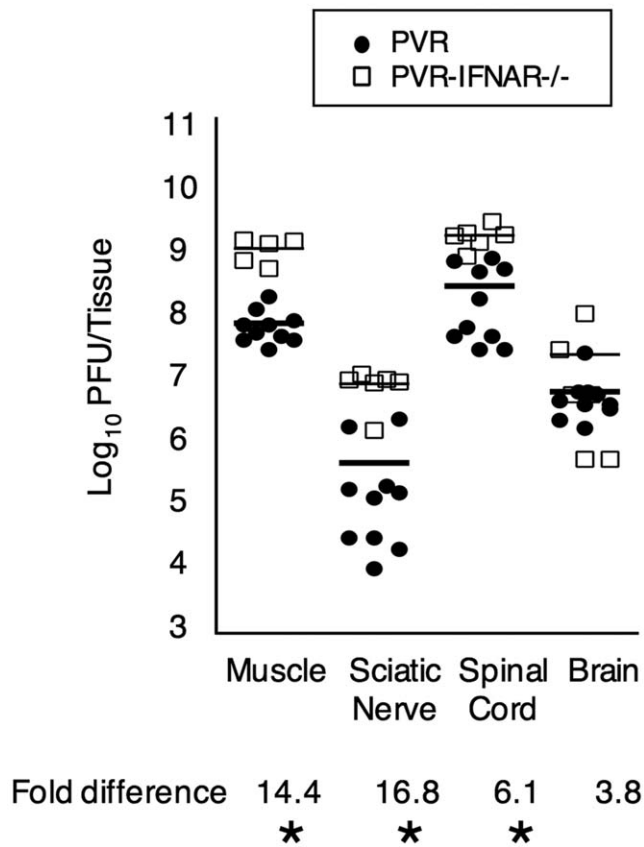 PVR
PVR-IFNAR-/-
11
10
9
8
7
6
5
4
3
Log10 PFU/Tissue
Muscle Sciatic Nerve Spinal Cord Brain
Fold difference 14.4 16.8 6.1 3.8
* * *